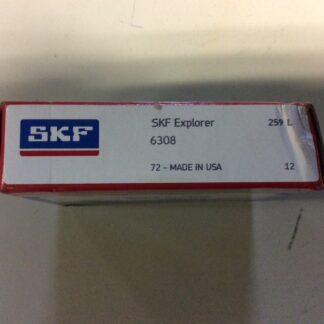 SKF
SKF Explorer 259 L
6308
72 - MADE IN USA 12